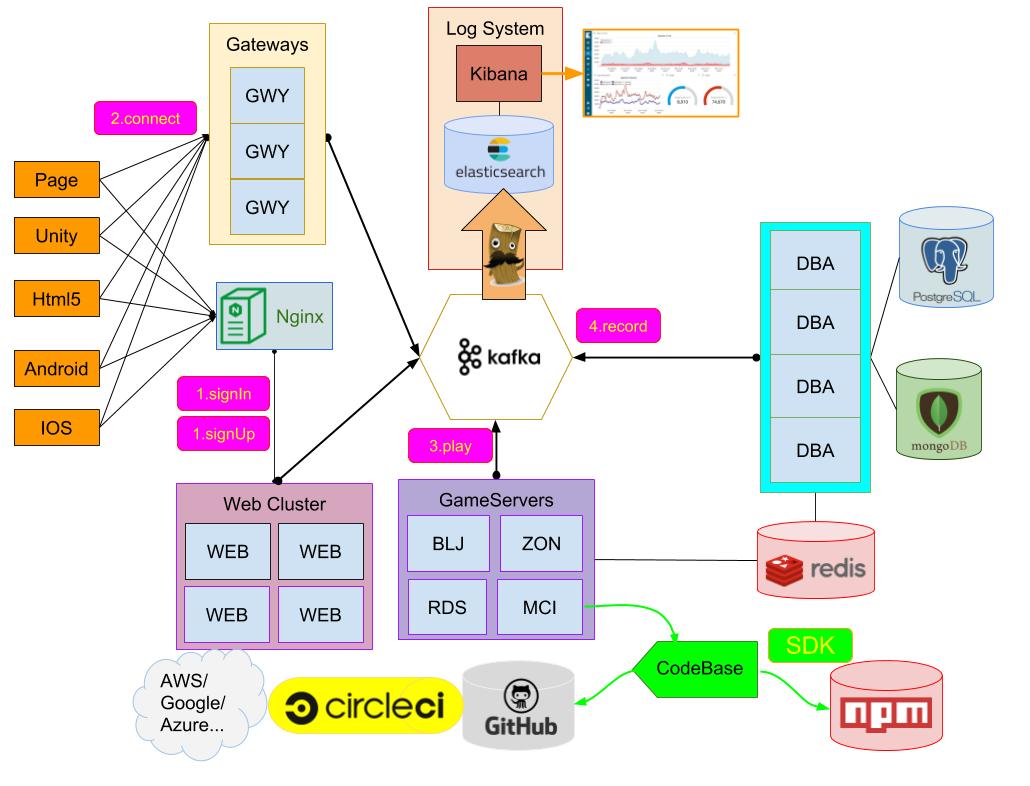 Log System
Kibana
elasticsearch
Gateways
GWY
GWY
GWY
2.connect
Page
Unity
Html5
Android
IOS
Nginx
1.signIn
1.signUp
kafka
4.record
3.play
DBA
DBA
DBA
DBA
PostgreSQL
mongoDB
redis
Web Cluster
WEB
WEB
WEB
WEB
GameServers
BLJ
ZON
RDS
MCI
CodeBase
SDK
npm
AWS/
Google/
Azure...
circleci
GitHub